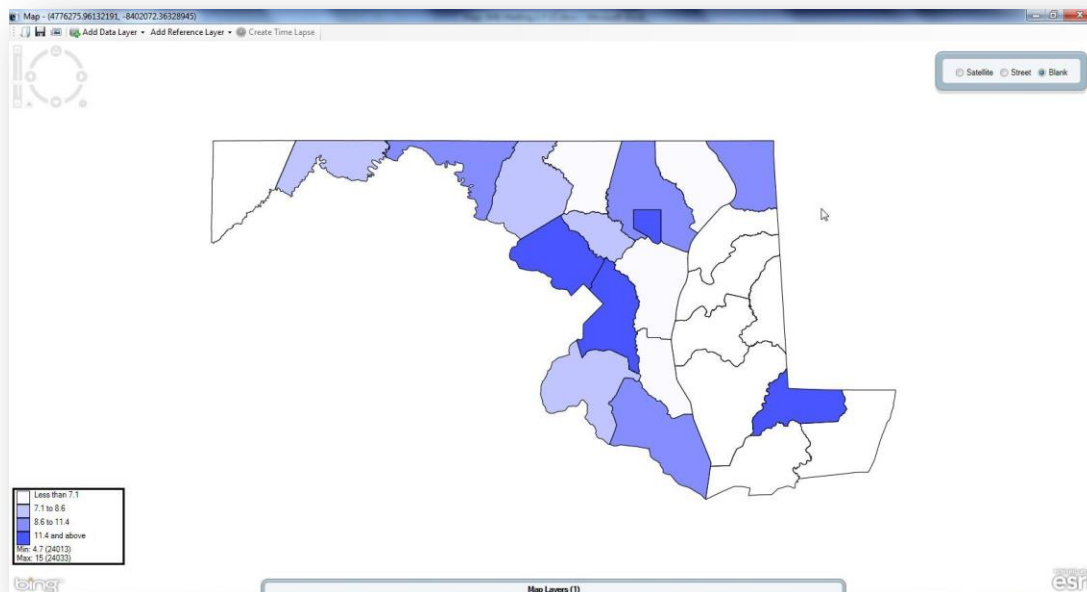 Map - (4776275.96132191, -8402072.36328945)
Add Data Layer Add Reference Layer Create Time Lapse
Satellite Street Blank
Less than 7.1
7.1 to 8.6
8.6 to 11.4
11.4 and above
Min: 4.7 (24013)
Max: 15 (24033)
bing
esri
Map Layers (1)